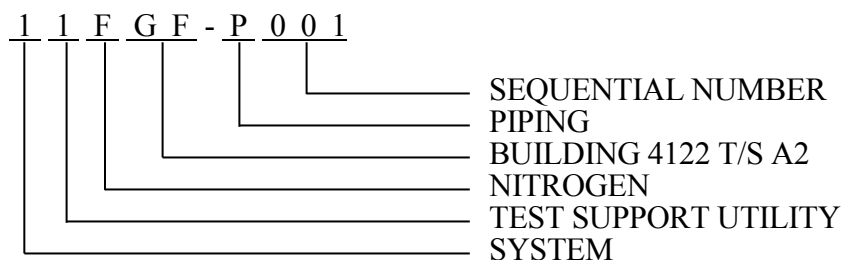 1 1 F G F - P 0 0 1
SEQUENTIAL NUMBER
PIPING
BUILDING 4122 T/S A2
NITROGEN
TEST SUPPORT UTILITY
SYSTEM